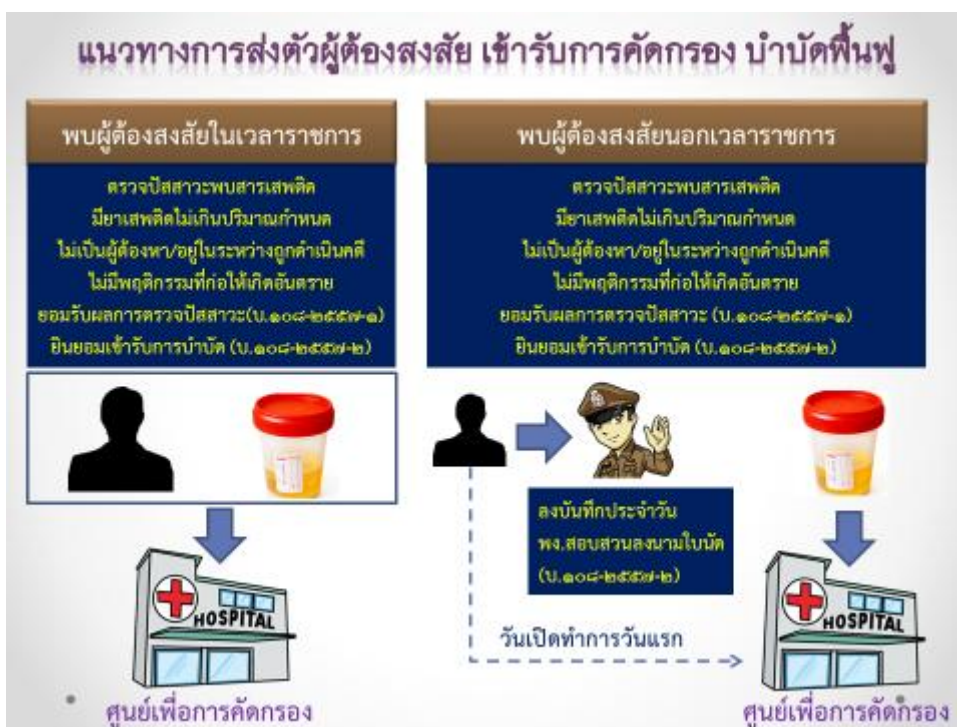 แนวทางการส่งตัวผู้ต้องสงสัย เข้ารับการคัดกรอง บำบัดฟื้นฟู
พบผู้ต้องสงสัยในเวลาราชการ
ตรวจปัสสาวะพบสารเสพติด
มียาเสพติดไม่เกินปริมาณกำหนด
ไม่เป็นผู้ต้องหา/อยู่ในระหว่างถูกดำเนินคดี
ไม่มีพฤติกรรมที่ก่อให้เกิดอันตราย
ยอมรับผลการตรวจปัสสาวะ(บ.๑๐๘-๒๕๕๗-๑)
ยินยอมเข้ารับการบำบัด (บ.๑๐๘-๒๕๕๗-๒)
HOSPITAL
ศูนย์เพื่อการคัดกรอง
พบผู้ต้องสงสัยนอกเวลาราชการ
ตรวจปัสสาวะพบสารเสพติด
มียาเสพติดไม่เกินปริมาณกำหนด
ไม่เป็นผู้ต้องหา/อยู่ในระหว่างถูกดำเนินคดี
ไม่มีพฤติกรรมที่ก่อให้เกิดอันตราย
ยอมรับผลการตรวจปัสสาวะ (บ.๑๐๘-๒๕๕๗-๑)
ยินยอมเข้ารับการบำบัด (บ.๑๐๘-๒๕๕๗-๒)
ลงบันทึกประจำวัน
พง.สอบสวนลงนามใบนัด
(บ.๑๐๘-๒๕๕๗-๒)
วันเปิดทำการวันแรก
HOSPITAL
ศูนย์เพื่อการคัดกรอง